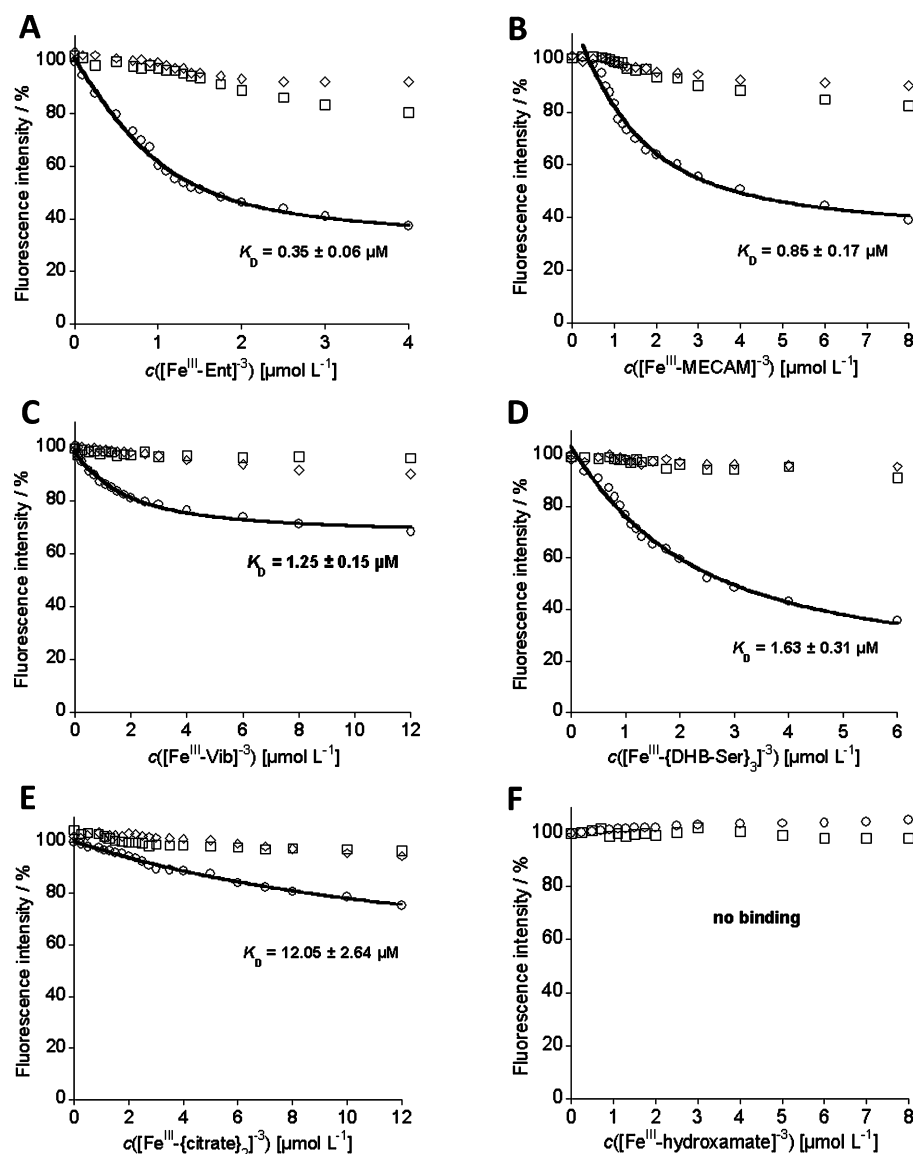 A
Fluorescence intensity / %
100
80
60
40
20
0
K_D = 0.35 ± 0.06 µM
0 1 2 3 4
c([Fe^III-Ent]^-3) [µmol L^-1]
B
Fluorescence intensity / %
100
80
60
40
20
0
K_D = 0.85 ± 0.17 µM
0 1 2 3 4 5 6 7 8
c([Fe^III-MECAM]^-3) [µmol L^-1]
C
Fluorescence intensity / %
100
80
60
40
20
0
K_D = 1.25 ± 0.15 µM
0 2 4 6 8 10 12
c([Fe^III-Vib]^-3) [µmol L^-1]
D
Fluorescence intensity / %
100
80
60
40
20
0
K_D = 1.63 ± 0.31 µM
0 1 2 3 4 5 6
c([Fe^III-{DHB-Ser}_3]^-3) [µmol L^-1]
E
Fluorescence intensity / %
100
80
60
40
20
0
K_D = 12.05 ± 2.64 µM
0 2 4 6 8 10 12
c([Fe^III-{citrate}_2]^-3) [µmol L^-1]
F
Fluorescence intensity / %
100
80
60
40
20
0
no binding
0 1 2 3 4 5 6 7 8
c([Fe^III-hydroxamate]^-3) [µmol L^-1]